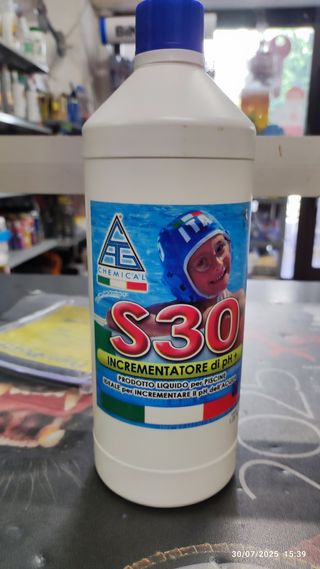 ITA
CHEMICAL
S30
INCREMENTATORE di pH +
PRODOTTO LIQUIDO per PISCINE
IDEALE per INCREMENTARE il pH dell'ACQUA
30/07/2025 15:39